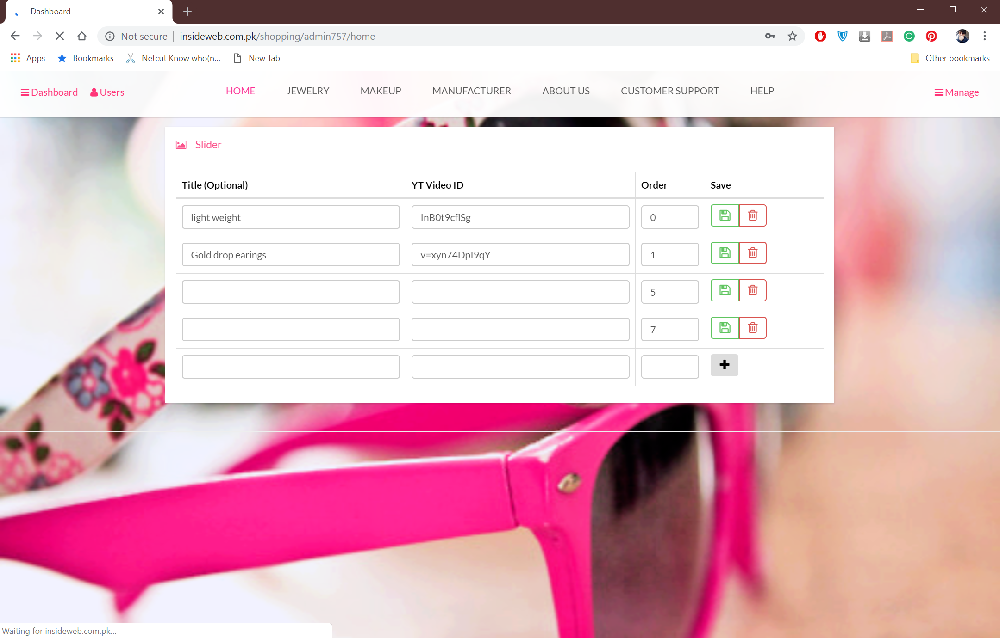 Dashboard
Not secure
insideweb.com.pk/shopping/admin757/home
Apps
Bookmarks
Netcut Know who(n...
New Tab
Other bookmarks
Dashboard
Users
HOME
JEWELRY
MAKEUP
MANUFACTURER
ABOUT US
CUSTOMER SUPPORT
HELP
Manage
Slider
Title (Optional)
YT Video ID
Order
Save
light weight
InB0t9cflSg
0
Gold drop earings
v=xyn74DpI9qY
1
5
7
Waiting for insideweb.com.pk...